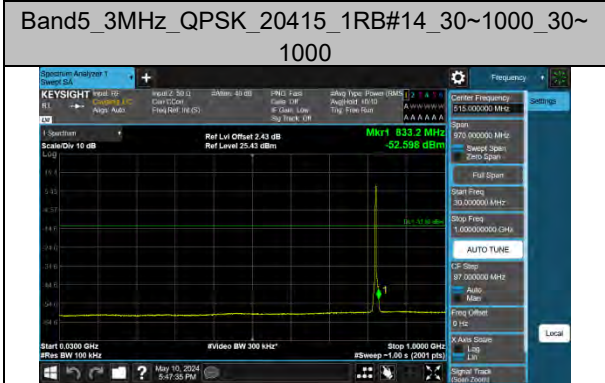 Band5_3MHz_QPSK_20415_1RB#14_30~1000_30~
1000
Spectrum Analyzer 1
Swept SA
+
Frequency
KEYSIGHT
Input: RF
Align: Auto
Input Z: 50 Ω
Corr CCorr
Freq Ref: Int (S)
#Atten: 40 dB
PNO: Fast
Gate: Off
IF Gain: Low
Sig Track: Off
#Avg Type: Power (RMS)
Avg|Hold: >10/10
Trig: Free Run
Center Frequency
515.000000 MHz
Settings
1 Spectrum
Scale/Div 10 dB
Log
Ref Lvl Offset 2.43 dB
Ref Level 25.43 dBm
Mkr1 833.2 MHz
-52.598 dBm
Span
970.000000 MHz
Swept Span
Zero Span
Full Span
Start Freq
30.000000 MHz
Stop Freq
1.000000000 GHz
AUTO TUNE
CF Step
97.000000 MHz
Auto
Man
Freq Offset
0 Hz
X Axis Scale
Log
Lin
Local
Signal Track
(Span Zoom)
1
Start 0.0300 GHz
#Res BW 100 kHz
#Video BW 300 kHz*
Stop 1.0000 GHz
#Sweep ~1.00 s (2001 pts)
May 10, 2024
5:47:35 PM